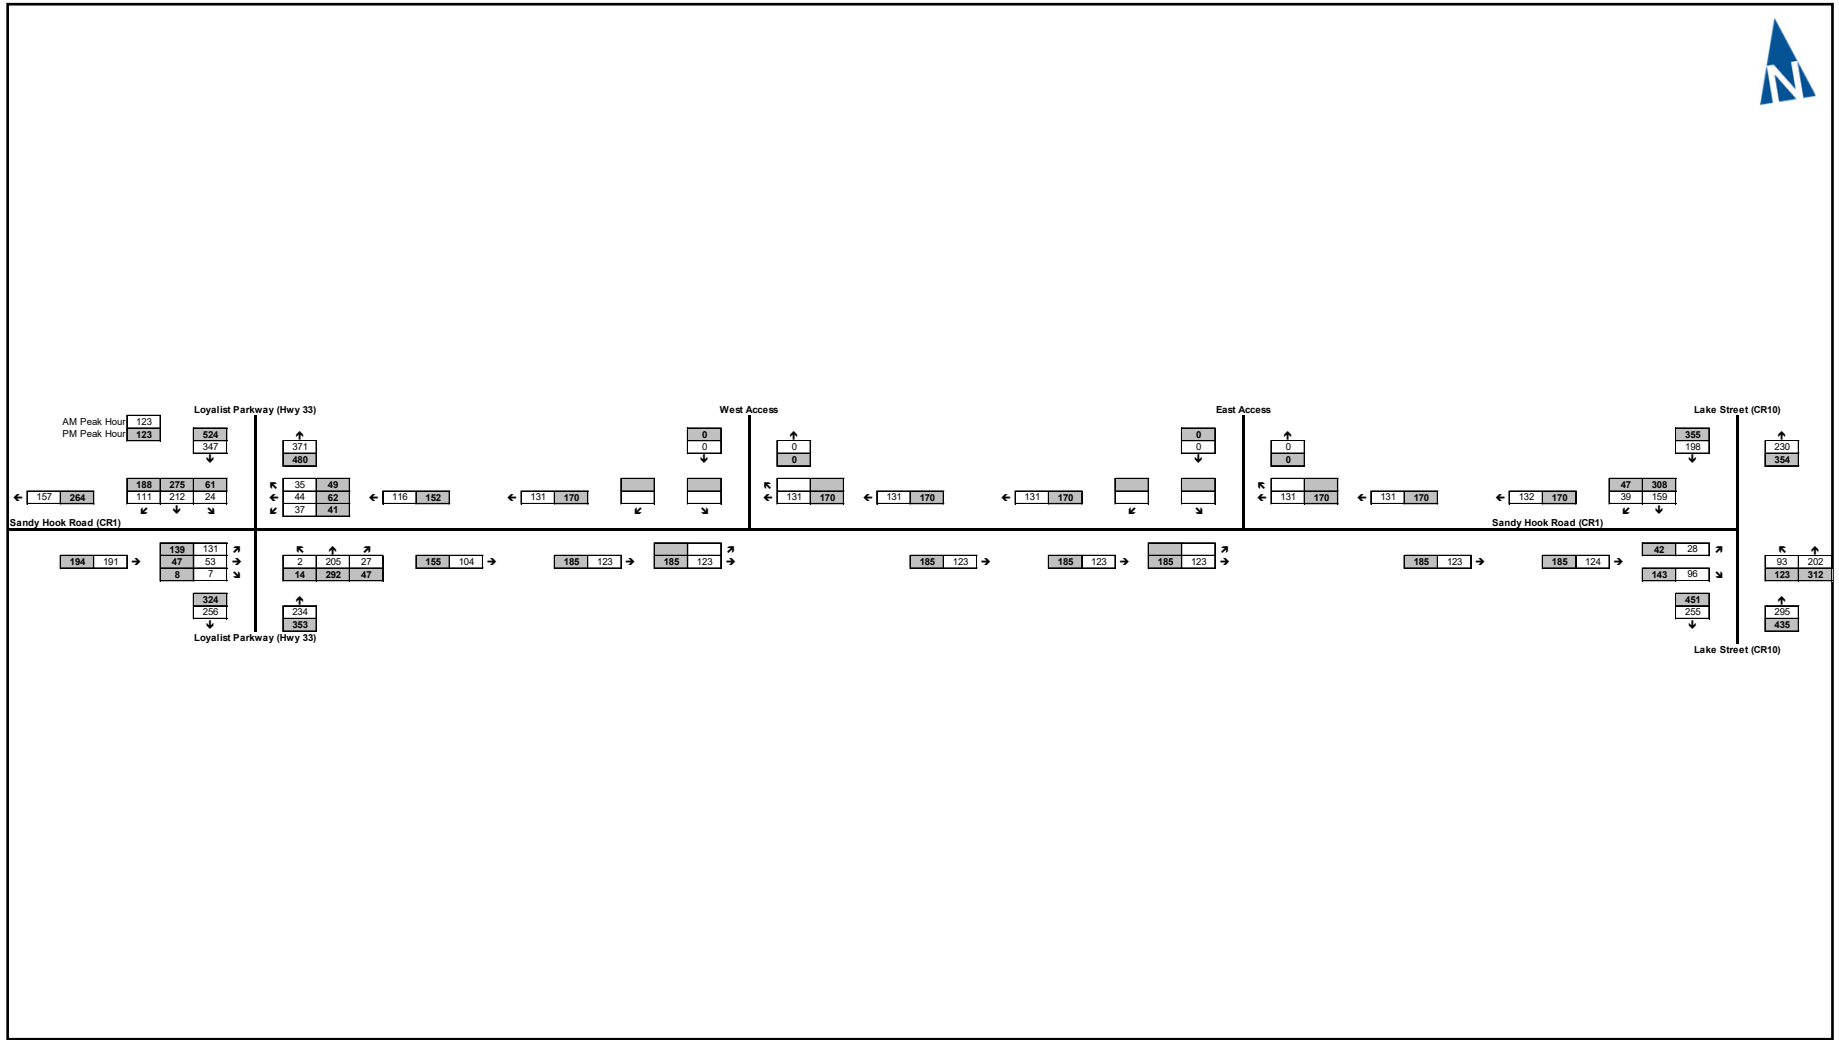 N
Loyalist Parkway (Hwy 33) West Access East Access Lake Street (CR10)
AM Peak Hour 123
PM Peak Hour 123 524 ↑ 0 ↑ 0 ↑ 355 ↑
347 371 0 0 0 0 198 230
↓ 480 ↓ 0 ↓ 0 ↓ 354
188 275 61 ↖ 35 49 ↖ ↖ 47 308
← 157 264 111 212 24 ← 44 62 ← 116 152 ← 131 170 ← 131 170 ← 131 170 ← 131 170 ← 131 170 ← 131 170 ← 132 170 39 159
↙ ↓ ↘ ↙ 37 41 ↙ ↘ ↙ ↘ ↙ ↓
Sandy Hook Road (CR1) Sandy Hook Road (CR1)
139 131 ↗ ↖ ↑ ↗ ↗ ↗ 42 28 ↗ ↖ ↑
194 191 → 47 53 → 2 205 27 155 104 → 185 123 → 185 123 → 185 123 → 185 123 → 185 123 → 185 123 → 185 124 → 93 202
8 7 ↘ 14 292 47 143 96 ↘ 123 312
324 ↑ 451 ↑
256 234 255 295
↓ 353 ↓ 435
Loyalist Parkway (Hwy 33)
Lake Street (CR10)